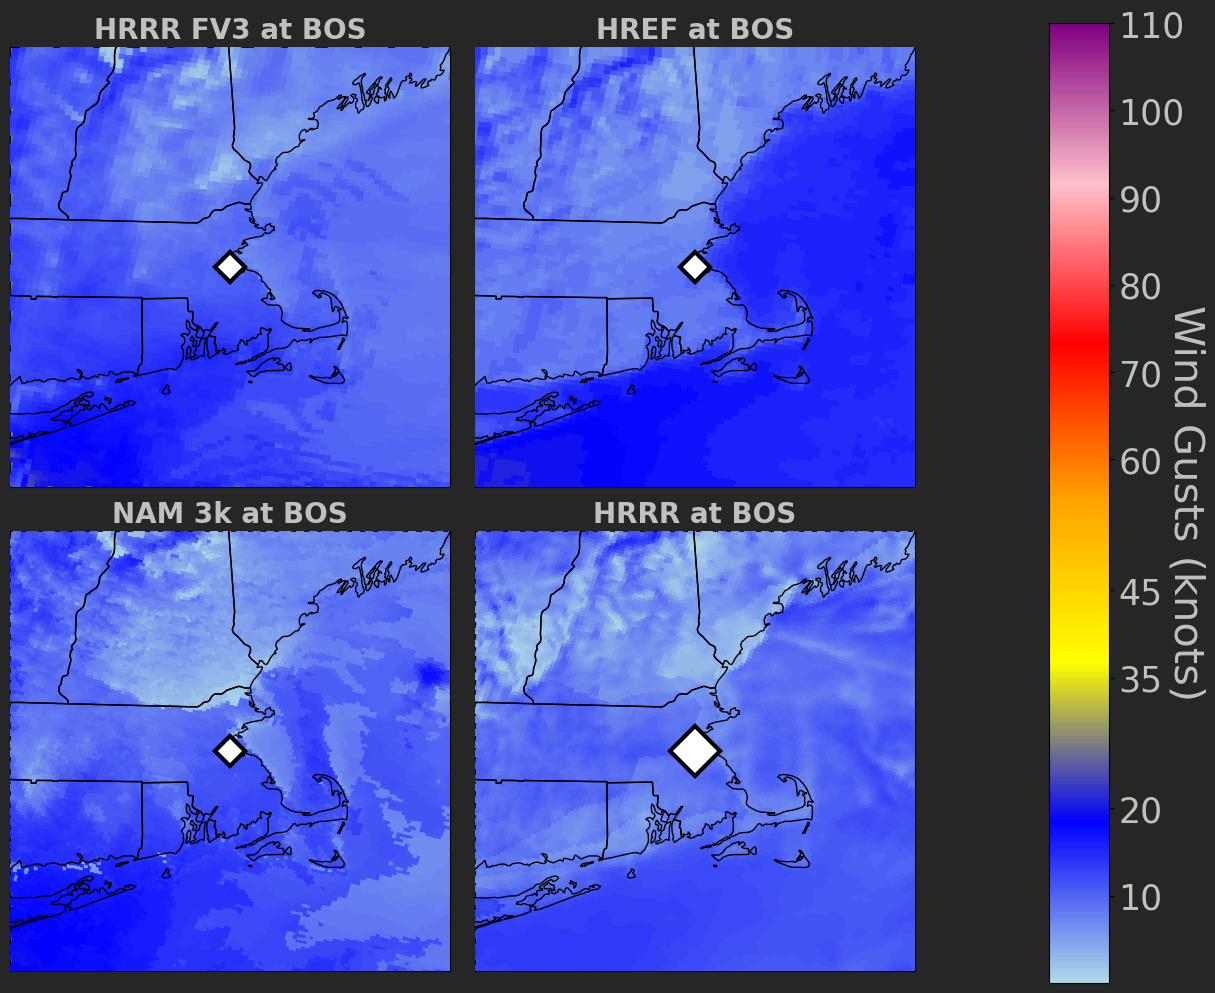 HRRR FV3 at BOS
HREF at BOS
NAM 3k at BOS
HRRR at BOS
110
100
90
80
70
60
45
35
20
10
Wind Gusts (knots)